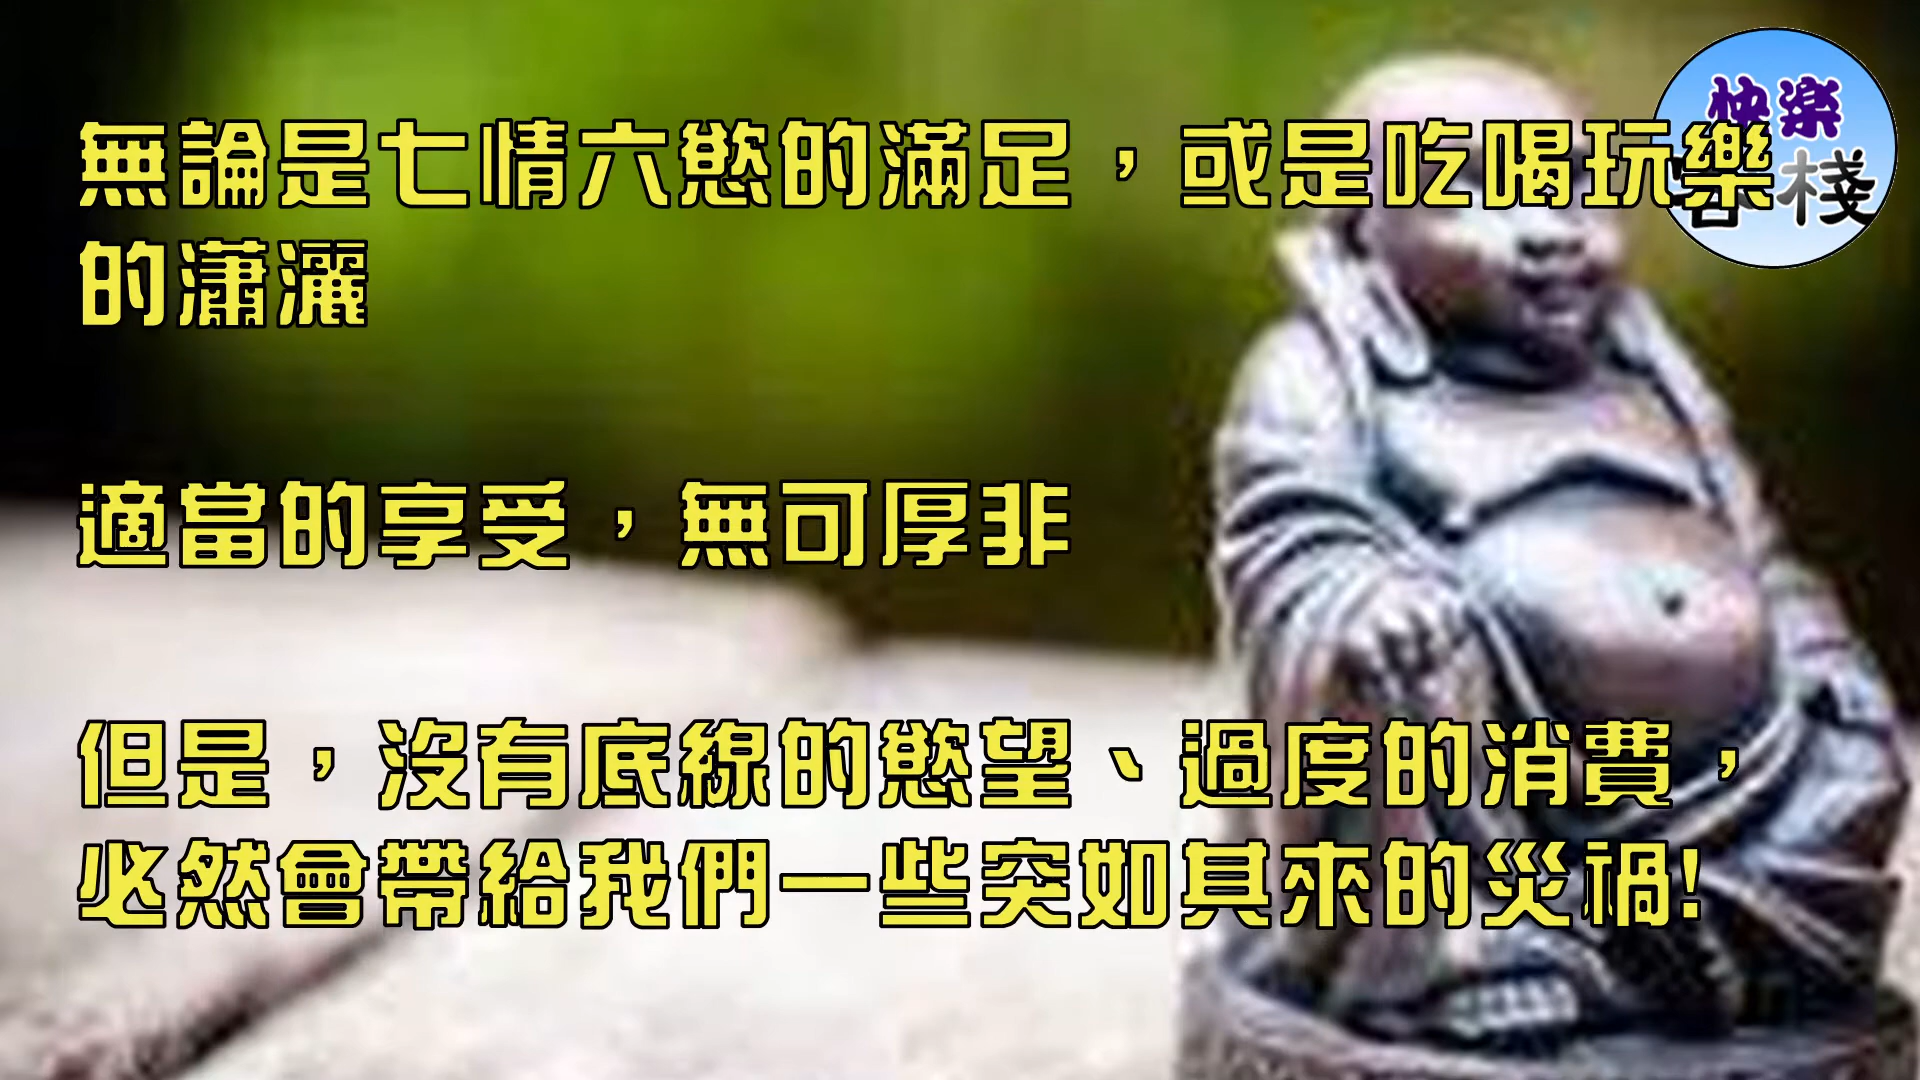 快樂
客棧
無論是七情六慾的滿足，或是吃喝玩樂
的瀟灑
適當的享受，無可厚非
但是，沒有底線的慾望、過度的消費，
必然會帶給我們一些突如其來的災禍!